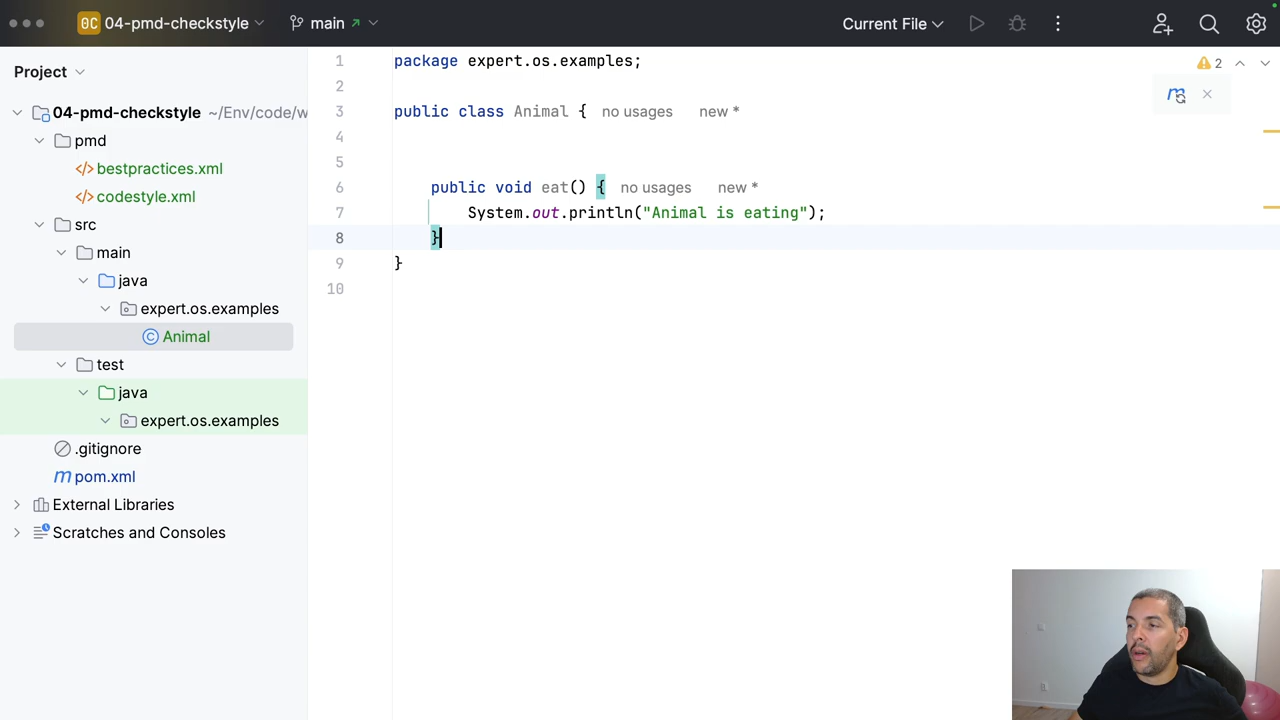 0C 04-pmd-checkstyle main Current File
Project
04-pmd-checkstyle ~/Env/code/w
pmd
</> bestpractices.xml
</> codestyle.xml
src
main
java
expert.os.examples
C Animal
test
java
expert.os.examples
.gitignore
m pom.xml
External Libraries
Scratches and Consoles
2
m
1 package expert.os.examples;
2
3 public class Animal { no usages new *
4
5
6 public void eat() { no usages new *
7 System.out.println("Animal is eating");
8 }
9 }
10